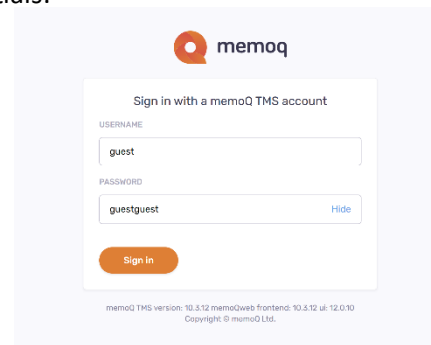 memoq
Sign in with a memoQ TMS account
USERNAME
guest
PASSWORD
guestguest Hide
Sign in
memoQ TMS version: 10.3.12 memoQweb frontend: 10.3.12 ui: 12.0.10
Copyright © memoQ Ltd.